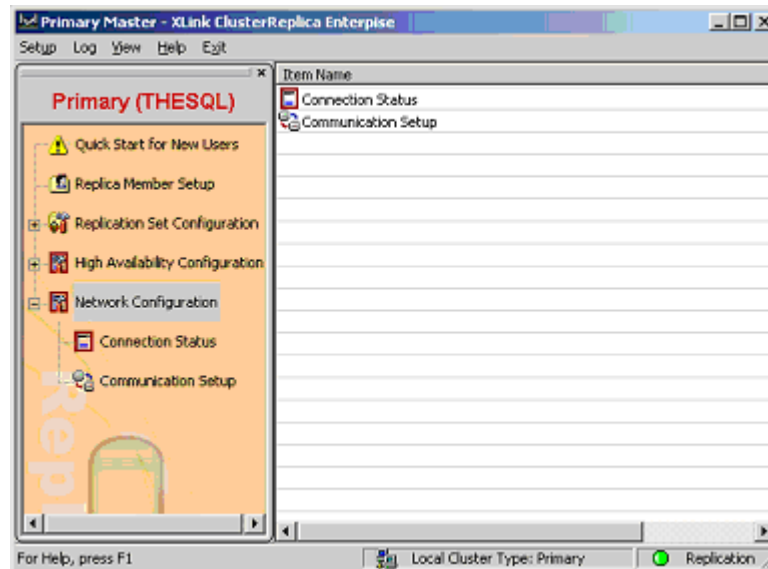 Primary Master - XLink ClusterReplica Enterpise
Setup Log View Help Exit
Primary (THESQL)
Quick Start for New Users
Replica Member Setup
Replication Set Configuration
High Availability Configuration
Network Configuration
Connection Status
Communication Setup
Repl
Item Name
Connection Status
Communication Setup
For Help, press F1
Local Cluster Type: Primary
Replication